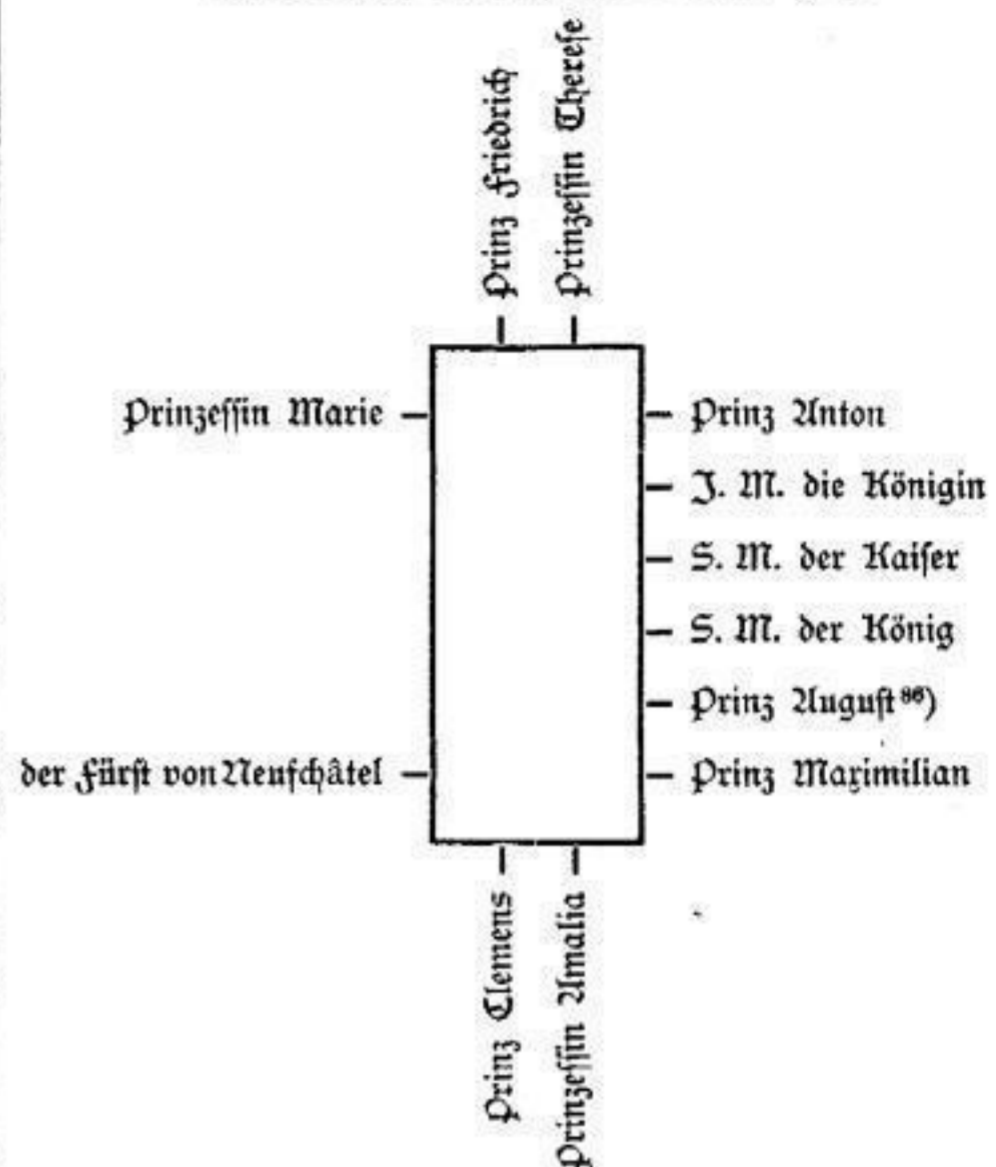 Prinz Friedrich
Prinzessin Therese
Prinzessin Marie
Prinz Anton
J. M. die Königin
S. M. der Kaiser
S. M. der König
Prinz August⁸⁶)
der Fürst von Neufchâtel
Prinz Maximilian
Prinz Clemens
Prinzessin Amalia